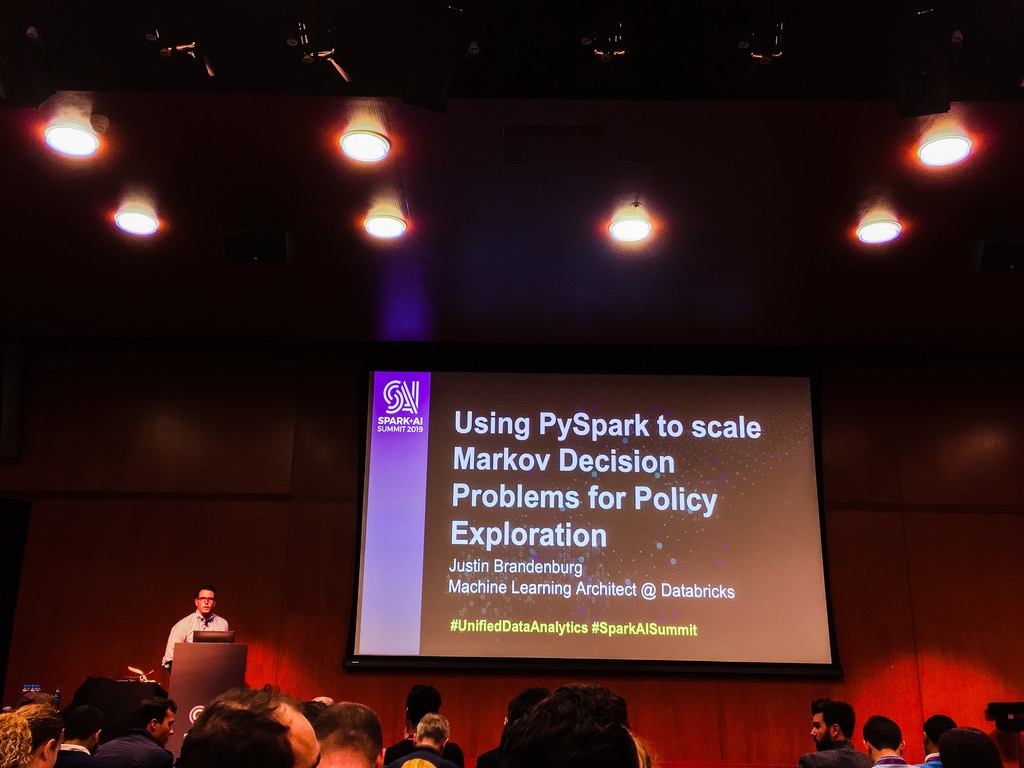 SPARK+AI
SUMMIT 2019
Using PySpark to scale
Markov Decision
Problems for Policy
Exploration
Justin Brandenburg
Machine Learning Architect @ Databricks
#UnifiedDataAnalytics #SparkAISummit